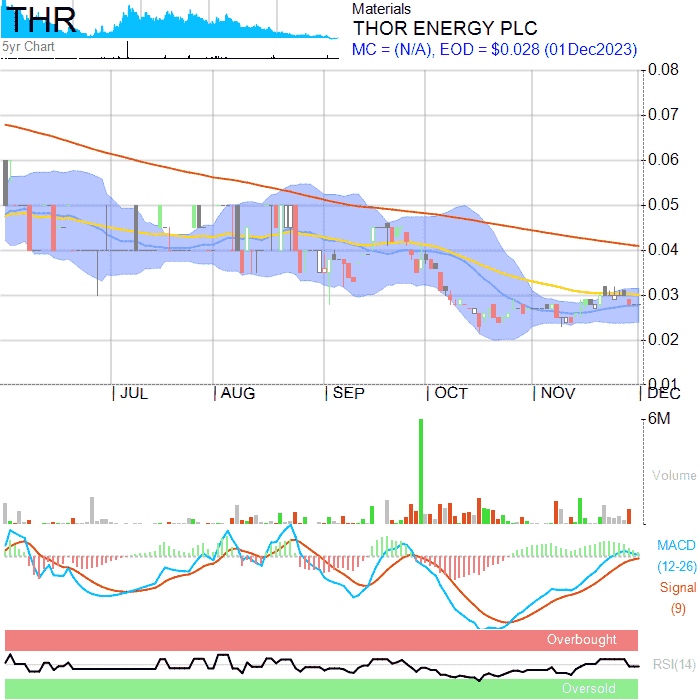 THR
5yr Chart
Materials
THOR ENERGY PLC
MC = (N/A), EOD = $0.028 (01Dec2023)
0.08
0.07
0.06
0.05
0.04
0.03
0.02
0.01
JUL AUG SEP OCT NOV DEC
6M
Volume
MACD
(12-26)
Signal
(9)
Overbought
RSI(14)
Oversold